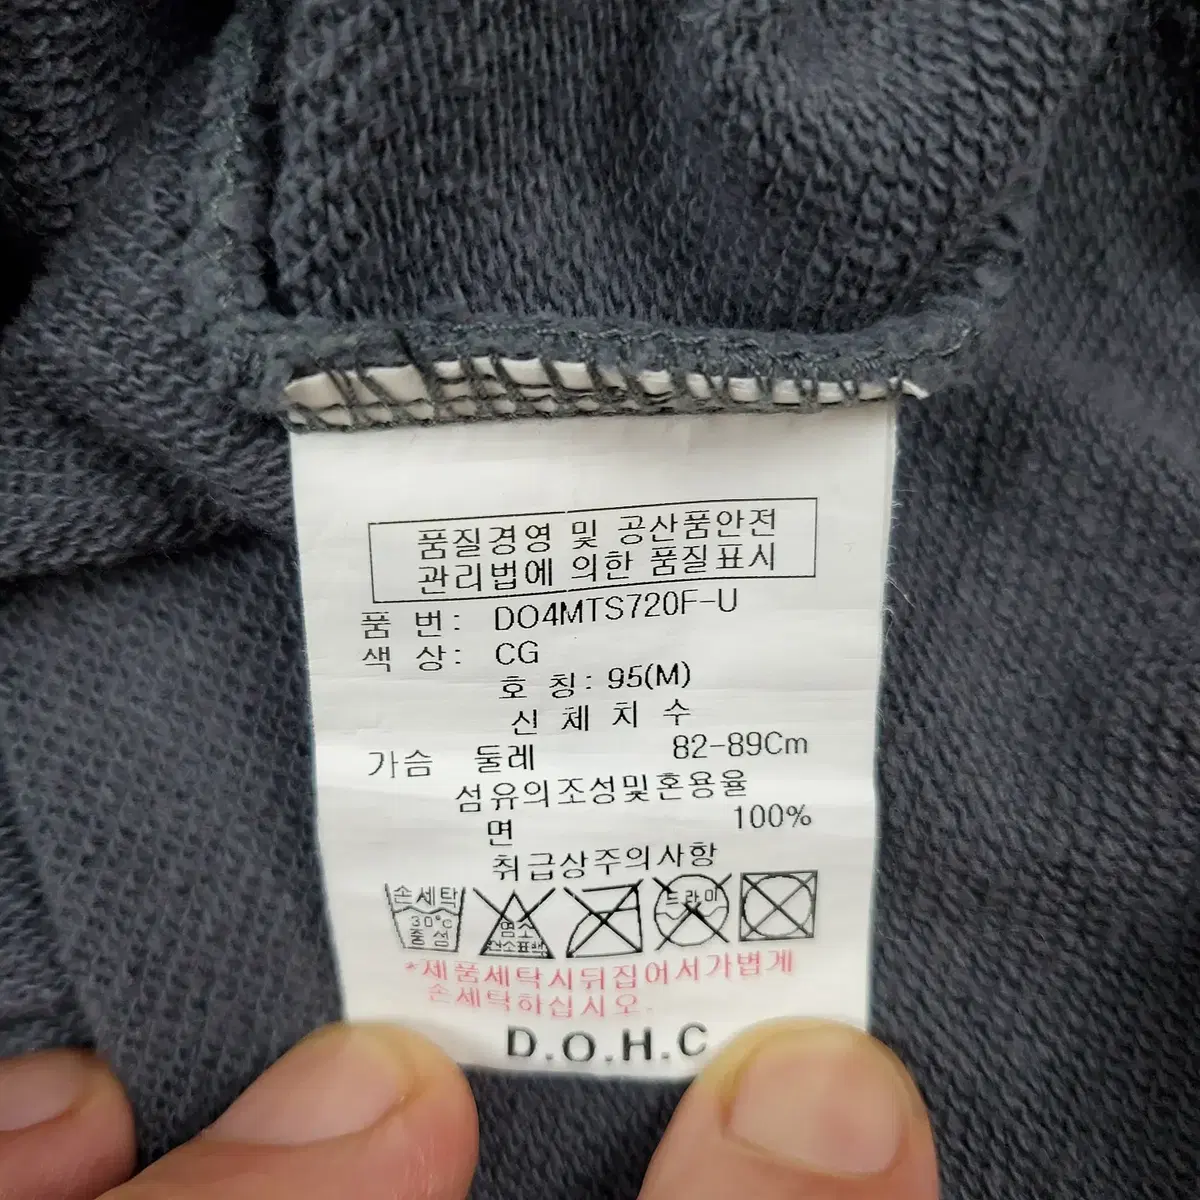 품질경영 및 공산품안전
관리법에 의한 품질표시
품 번: DO4MTS720F-U
색 상: CG
호 칭: 95(M)
신 체 치 수
가슴 둘레 82-89Cm
섬유의조성및혼용율
면 100%
취급상주의사항
손세탁 30°C 중성 염소 산소표백 드라이
*제품세탁시뒤집어서가볍게
손세탁하십시오.
D.O.H.C